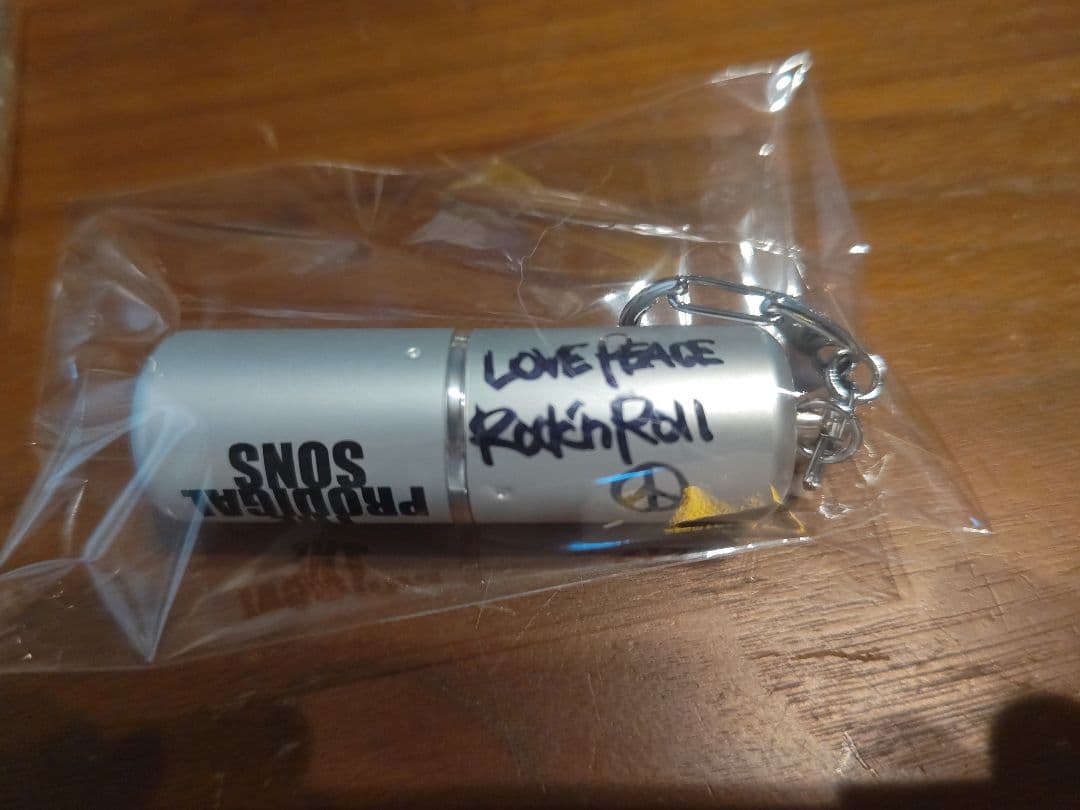 LOVE PEACE
Rock'n Roll
PRODIGAL
SONS